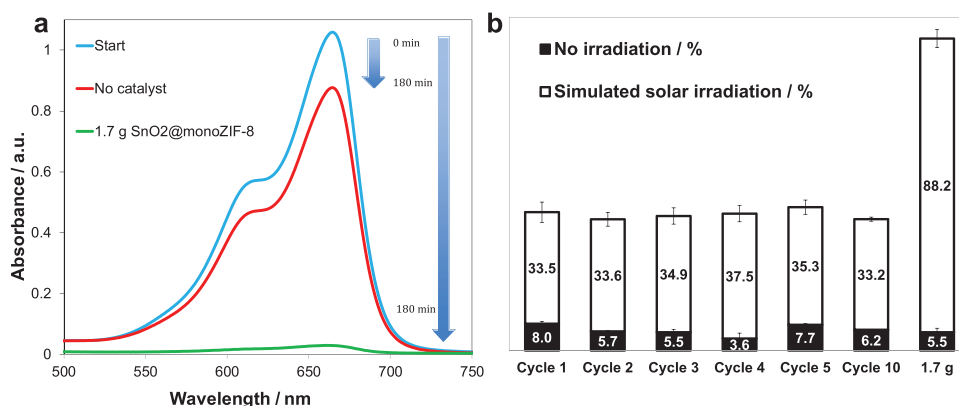 a
Absorbance / a.u.
1
0.8
0.6
0.4
0.2
0
500
550
600
650
700
750
Wavelength / nm
Start
No catalyst
1.7 g SnO2@monoZIF-8
0 min
180 min
180 min
b
No irradiation / %
Simulated solar irradiation / %
33.5
33.6
34.9
37.5
35.3
33.2
88.2
8.0
5.7
5.5
3.6
7.7
6.2
5.5
Cycle 1
Cycle 2
Cycle 3
Cycle 4
Cycle 5
Cycle 10
1.7 g